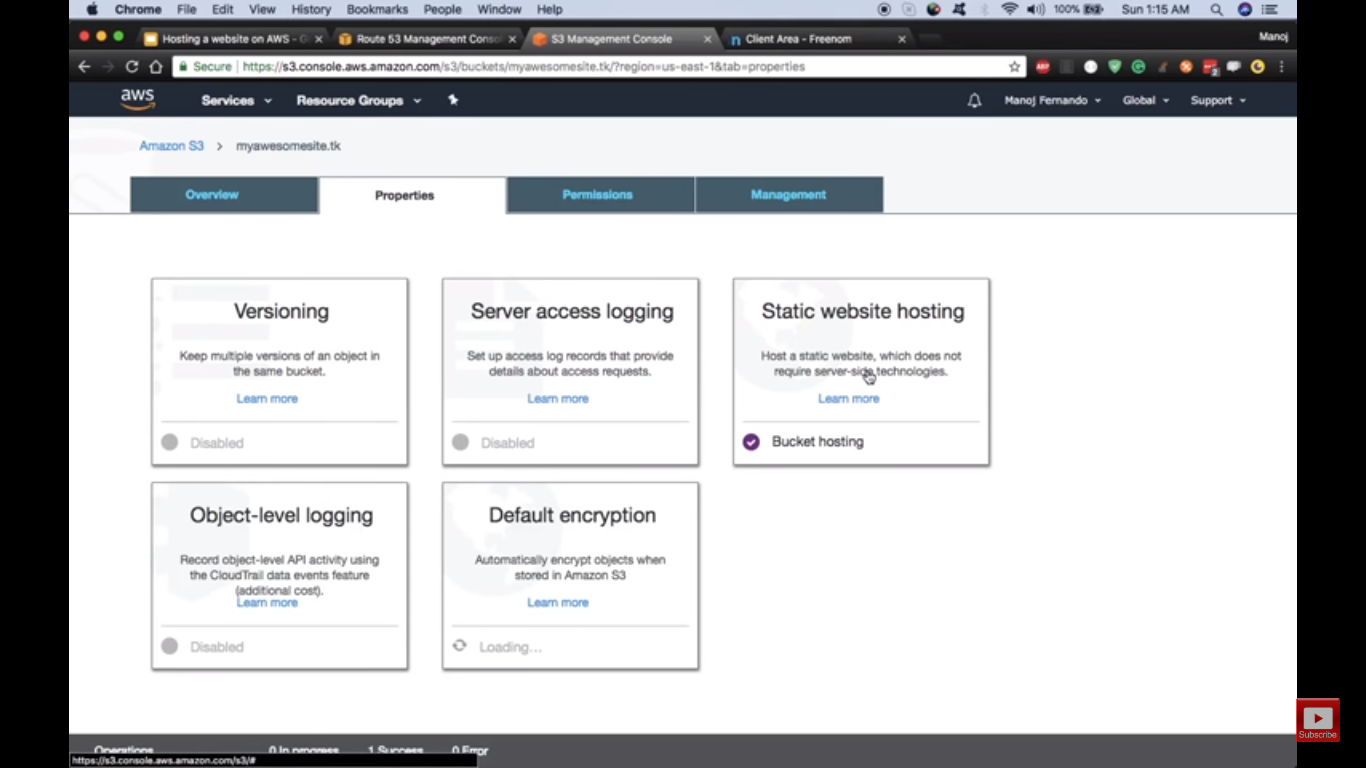 Chrome File Edit View History Bookmarks People Window Help 100% Sun 1:15 AM
Hosting a website on AWS - G Route 53 Management Conso S3 Management Console Client Area - Freenom Manoj
Secure https://s3.console.aws.amazon.com/s3/buckets/myawesomesite.tk/?region=us-east-1&tab=properties
aws Services Resource Groups Manoj Fernando Global Support
Amazon S3 > myawesomesite.tk
Overview Properties Permissions Management
Versioning
Keep multiple versions of an object in
the same bucket.
Learn more
Disabled
Server access logging
Set up access log records that provide
details about access requests.
Learn more
Disabled
Static website hosting
Host a static website, which does not
require server-side technologies.
Learn more
Bucket hosting
Object-level logging
Record object-level API activity using
the CloudTrail data events feature
(additional cost).
Learn more
Disabled
Default encryption
Automatically encrypt objects when
stored in Amazon S3
Learn more
Loading...
Subscribe
Operations 0 In progress 1 Success 0 Error
https://s3.console.aws.amazon.com/s3/#